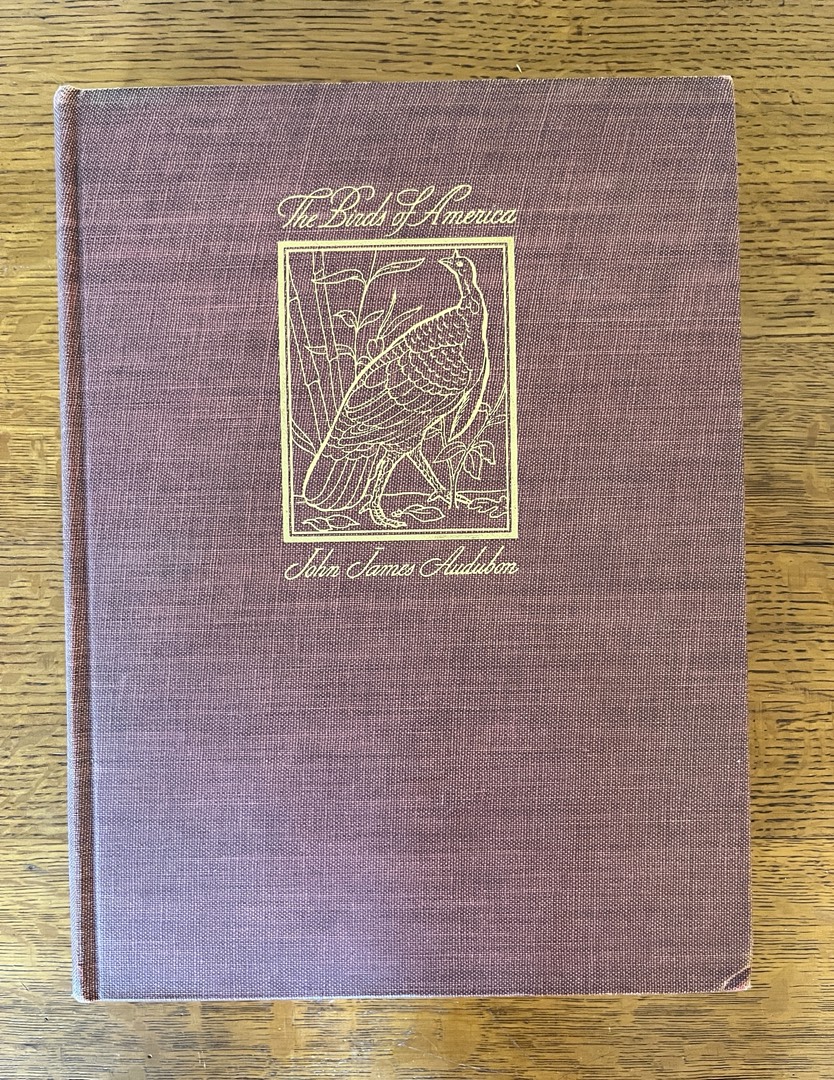 The Birds of America
John James Audubon